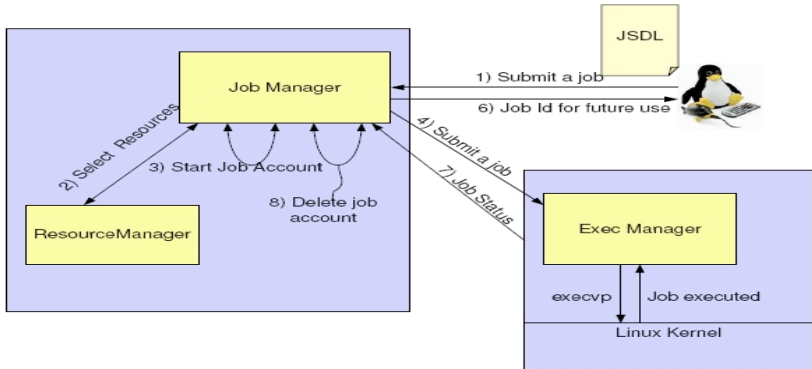 JSDL
Job Manager
1) Submit a job
6) Job Id for future use
2) Select Resources
3) Start Job Account
4) Submit a job
7) Job Status
8) Delete job
account
ResourceManager
Exec Manager
execvp
Job executed
Linux Kernel